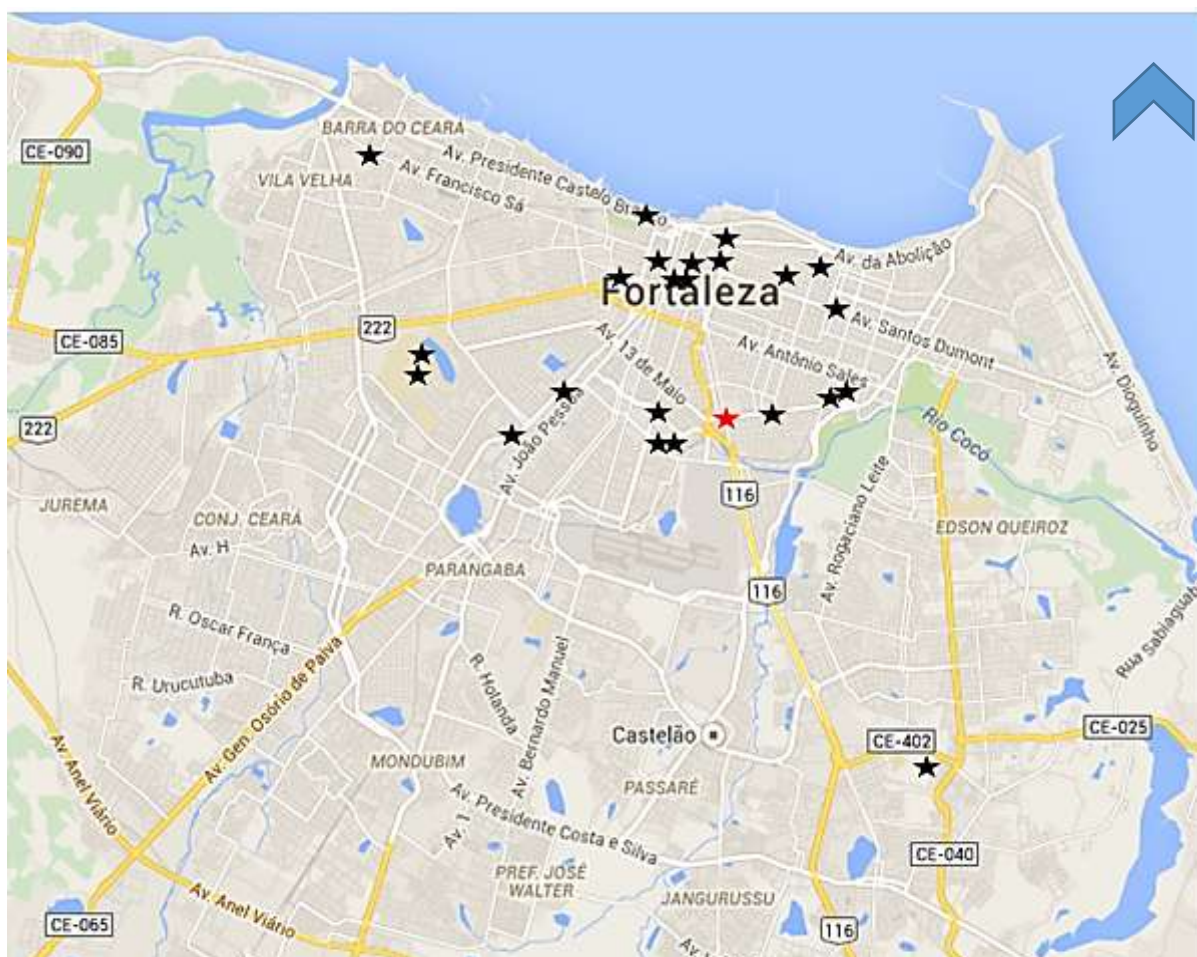 BARRA DO CEARÁ
CE-090
VILA VELHA
Av. Presidente Castelo Branco
Av. Francisco Sá
Av. da Abolição
Fortaleza
222
CE-085
Av. Santos Dumont
Av. 13 de Maio
Av. Antônio Sales
Av. Dioguinho
222
Av. João Pessoa
Rio Cocó
116
JUREMA
CONJ. CEARÁ
EDSON QUEIROZ
Av. Rogaciano Leite
Av. H
PARANGABA
116
R. Oscar França
Rua Sabiaguab
R. Urucutuba
R. Holanda
Av. Bernardo Manuel
Av. Gen. Osório de Paiva
Castelão
CE-402
CE-025
Av. Anel Viário
MONDUBIM
PASSARÉ
Av. Presidente Costa e Silva
Av. 1
CE-040
PREF. JOSÉ
WALTER
JANGURUSSU
Av. Anel Viário
CE-065
116